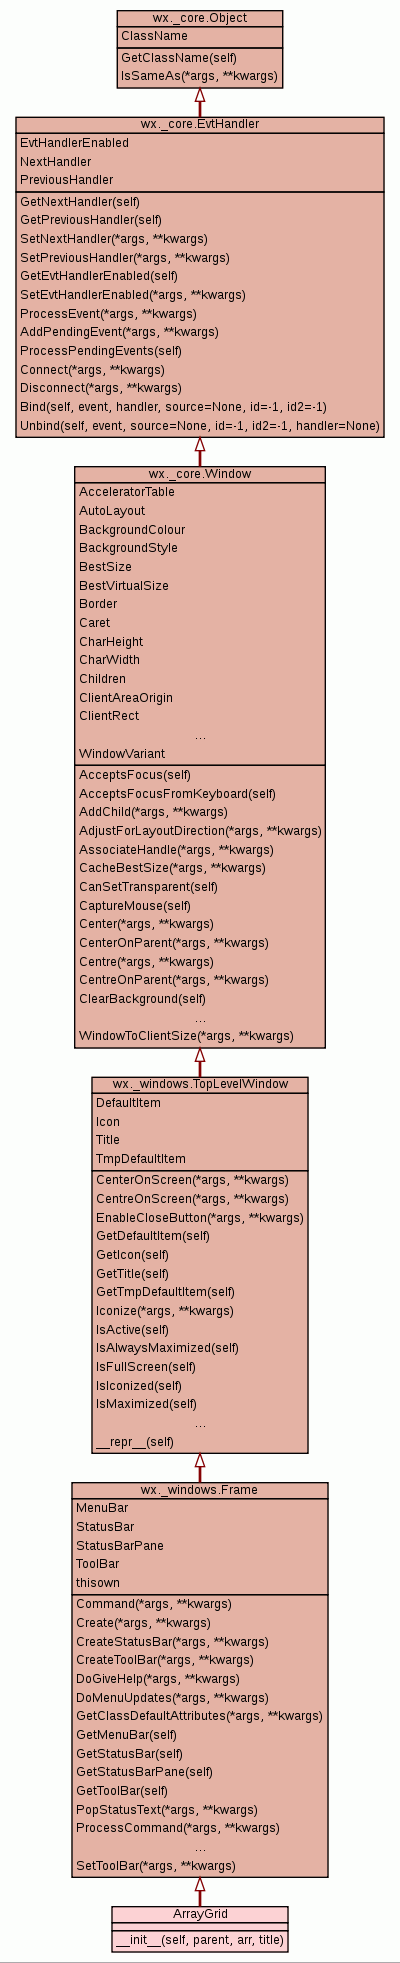 wx._core.Object
ClassName
GetClassName(self)
IsSameAs(*args, **kwargs)
wx._core.EvtHandler
EvtHandlerEnabled
NextHandler
PreviousHandler
GetNextHandler(self)
GetPreviousHandler(self)
SetNextHandler(*args, **kwargs)
SetPreviousHandler(*args, **kwargs)
GetEvtHandlerEnabled(self)
SetEvtHandlerEnabled(*args, **kwargs)
ProcessEvent(*args, **kwargs)
AddPendingEvent(*args, **kwargs)
ProcessPendingEvents(self)
Connect(*args, **kwargs)
Disconnect(*args, **kwargs)
Bind(self, event, handler, source=None, id=-1, id2=-1)
Unbind(self, event, source=None, id=-1, id2=-1, handler=None)
wx._core.Window
AcceleratorTable
AutoLayout
BackgroundColour
BackgroundStyle
BestSize
BestVirtualSize
Border
Caret
CharHeight
CharWidth
Children
ClientAreaOrigin
ClientRect
...
WindowVariant
AcceptsFocus(self)
AcceptsFocusFromKeyboard(self)
AddChild(*args, **kwargs)
AdjustForLayoutDirection(*args, **kwargs)
AssociateHandle(*args, **kwargs)
CacheBestSize(*args, **kwargs)
CanSetTransparent(self)
CaptureMouse(self)
Center(*args, **kwargs)
CenterOnParent(*args, **kwargs)
Centre(*args, **kwargs)
CentreOnParent(*args, **kwargs)
ClearBackground(self)
...
WindowToClientSize(*args, **kwargs)
wx._windows.TopLevelWindow
DefaultItem
Icon
Title
TmpDefaultItem
CenterOnScreen(*args, **kwargs)
CentreOnScreen(*args, **kwargs)
EnableCloseButton(*args, **kwargs)
GetDefaultItem(self)
GetIcon(self)
GetTitle(self)
GetTmpDefaultItem(self)
Iconize(*args, **kwargs)
IsActive(self)
IsAlwaysMaximized(self)
IsFullScreen(self)
IsIconized(self)
IsMaximized(self)
...
__repr__(self)
wx._windows.Frame
MenuBar
StatusBar
StatusBarPane
ToolBar
thisown
Command(*args, **kwargs)
Create(*args, **kwargs)
CreateStatusBar(*args, **kwargs)
CreateToolBar(*args, **kwargs)
DoGiveHelp(*args, **kwargs)
DoMenuUpdates(*args, **kwargs)
GetClassDefaultAttributes(*args, **kwargs)
GetMenuBar(self)
GetStatusBar(self)
GetStatusBarPane(self)
GetToolBar(self)
PopStatusText(*args, **kwargs)
ProcessCommand(*args, **kwargs)
...
SetToolBar(*args, **kwargs)
ArrayGrid
__init__(self, parent, arr, title)